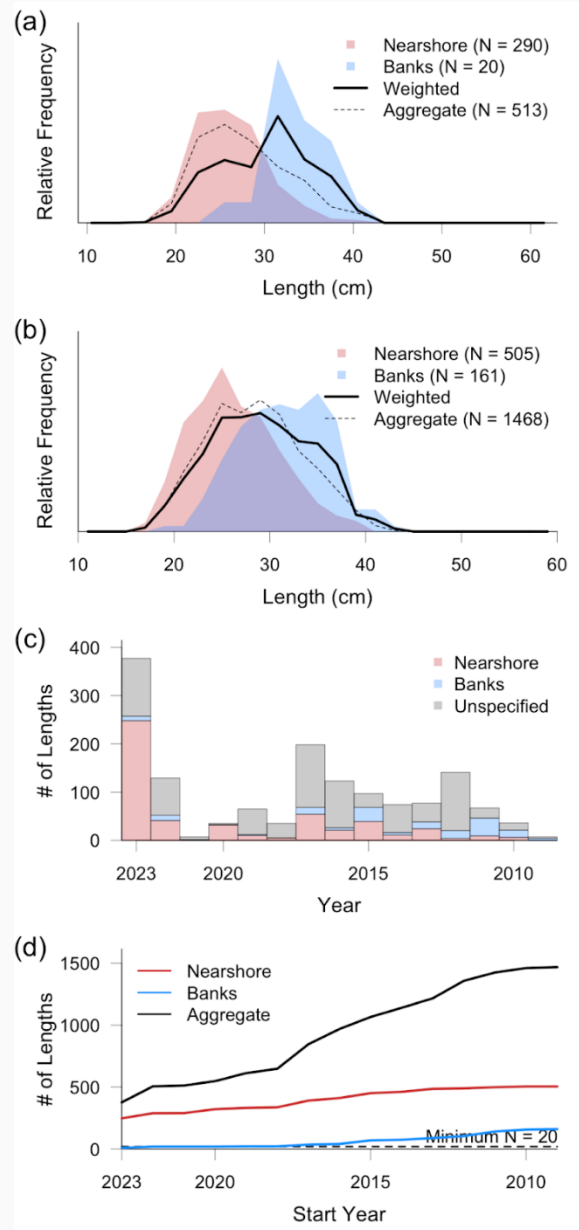 (a)
Relative Frequency
Nearshore (N = 290)
Banks (N = 20)
Weighted
Aggregate (N = 513)
10 20 30 40 50 60
Length (cm)
(b)
Relative Frequency
Nearshore (N = 505)
Banks (N = 161)
Weighted
Aggregate (N = 1468)
10 20 30 40 50 60
Length (cm)
(c)
# of Lengths
400
300
200
100
0
Nearshore
Banks
Unspecified
2023 2020 2015 2010
Year
(d)
# of Lengths
1500
1000
500
0
Nearshore
Banks
Aggregate
Minimum N = 20
2023 2020 2015 2010
Start Year